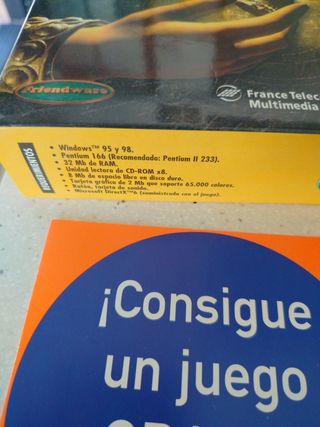 Friendware
France Telec
Multimedia
REQUERIMIENTOS
• Windows™ 95 y 98.
• Pentium 166 (Recomendado: Pentium II 233).
• 32 Mb de RAM.
• Unidad lectora de CD-ROM x8.
• 8 Mb de espacio libre en disco duro.
• Tarjeta gráfica de 2 Mb que soporte 65.000 colores.
• Ratón, tarjeta de sonido.
• Microsoft DirectX™6 (suministrado con el juego).
¡Consigue
un juego